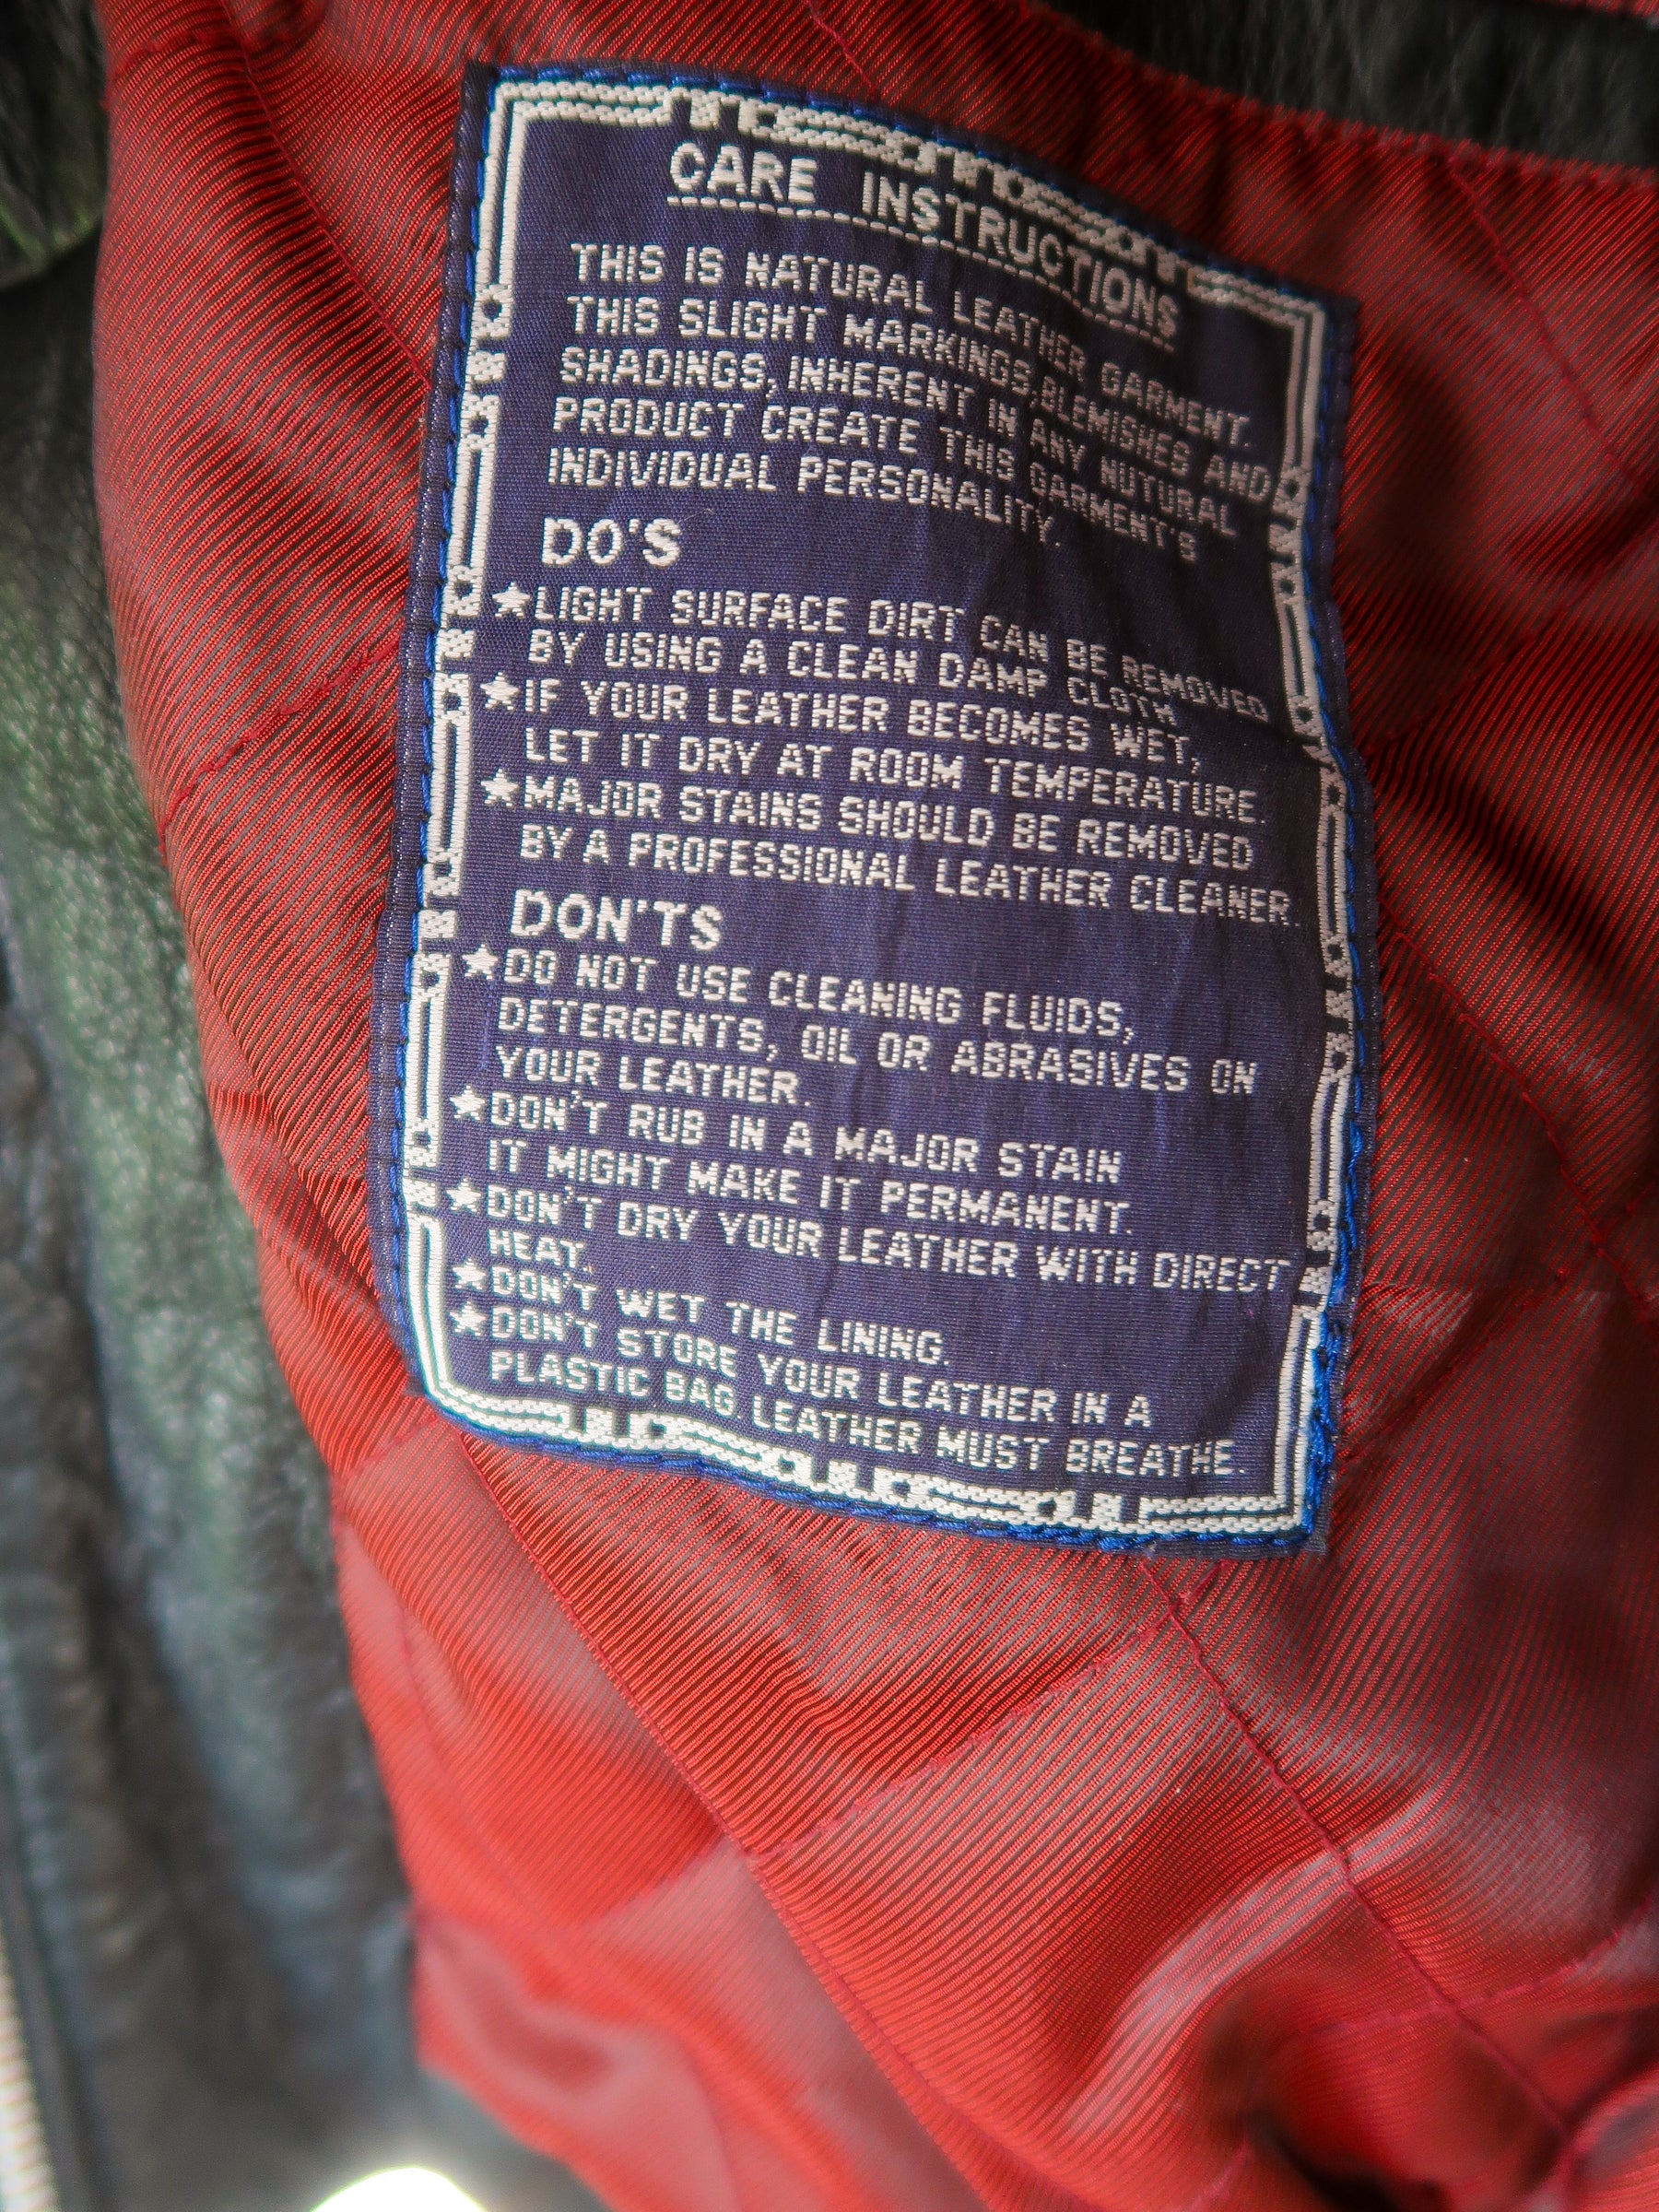 CARE INSTRUCTIONS
THIS IS NATURAL LEATHER GARMENT.
THIS SLIGHT MARKINGS, BLEMISHES AND
SHADINGS, INHERENT IN ANY NUTURAL
PRODUCT CREATE THIS GARMENT'S
INDIVIDUAL PERSONALITY.
DO'S
★LIGHT SURFACE DIRT CAN BE REMOVED
BY USING A CLEAN DAMP CLOTH
★IF YOUR LEATHER BECOMES WET,
LET IT DRY AT ROOM TEMPERATURE.
★MAJOR STAINS SHOULD BE REMOVED
BY A PROFESSIONAL LEATHER CLEANER.
DON'TS
★DO NOT USE CLEANING FLUIDS,
DETERGENTS, OIL OR ABRASIVES ON
YOUR LEATHER.
★DON'T RUB IN A MAJOR STAIN
IT MIGHT MAKE IT PERMANENT.
★DON'T DRY YOUR LEATHER WITH DIRECT
HEAT.
★DON'T WET THE LINING.
★DON'T STORE YOUR LEATHER IN A
PLASTIC BAG. LEATHER MUST BREATHE.